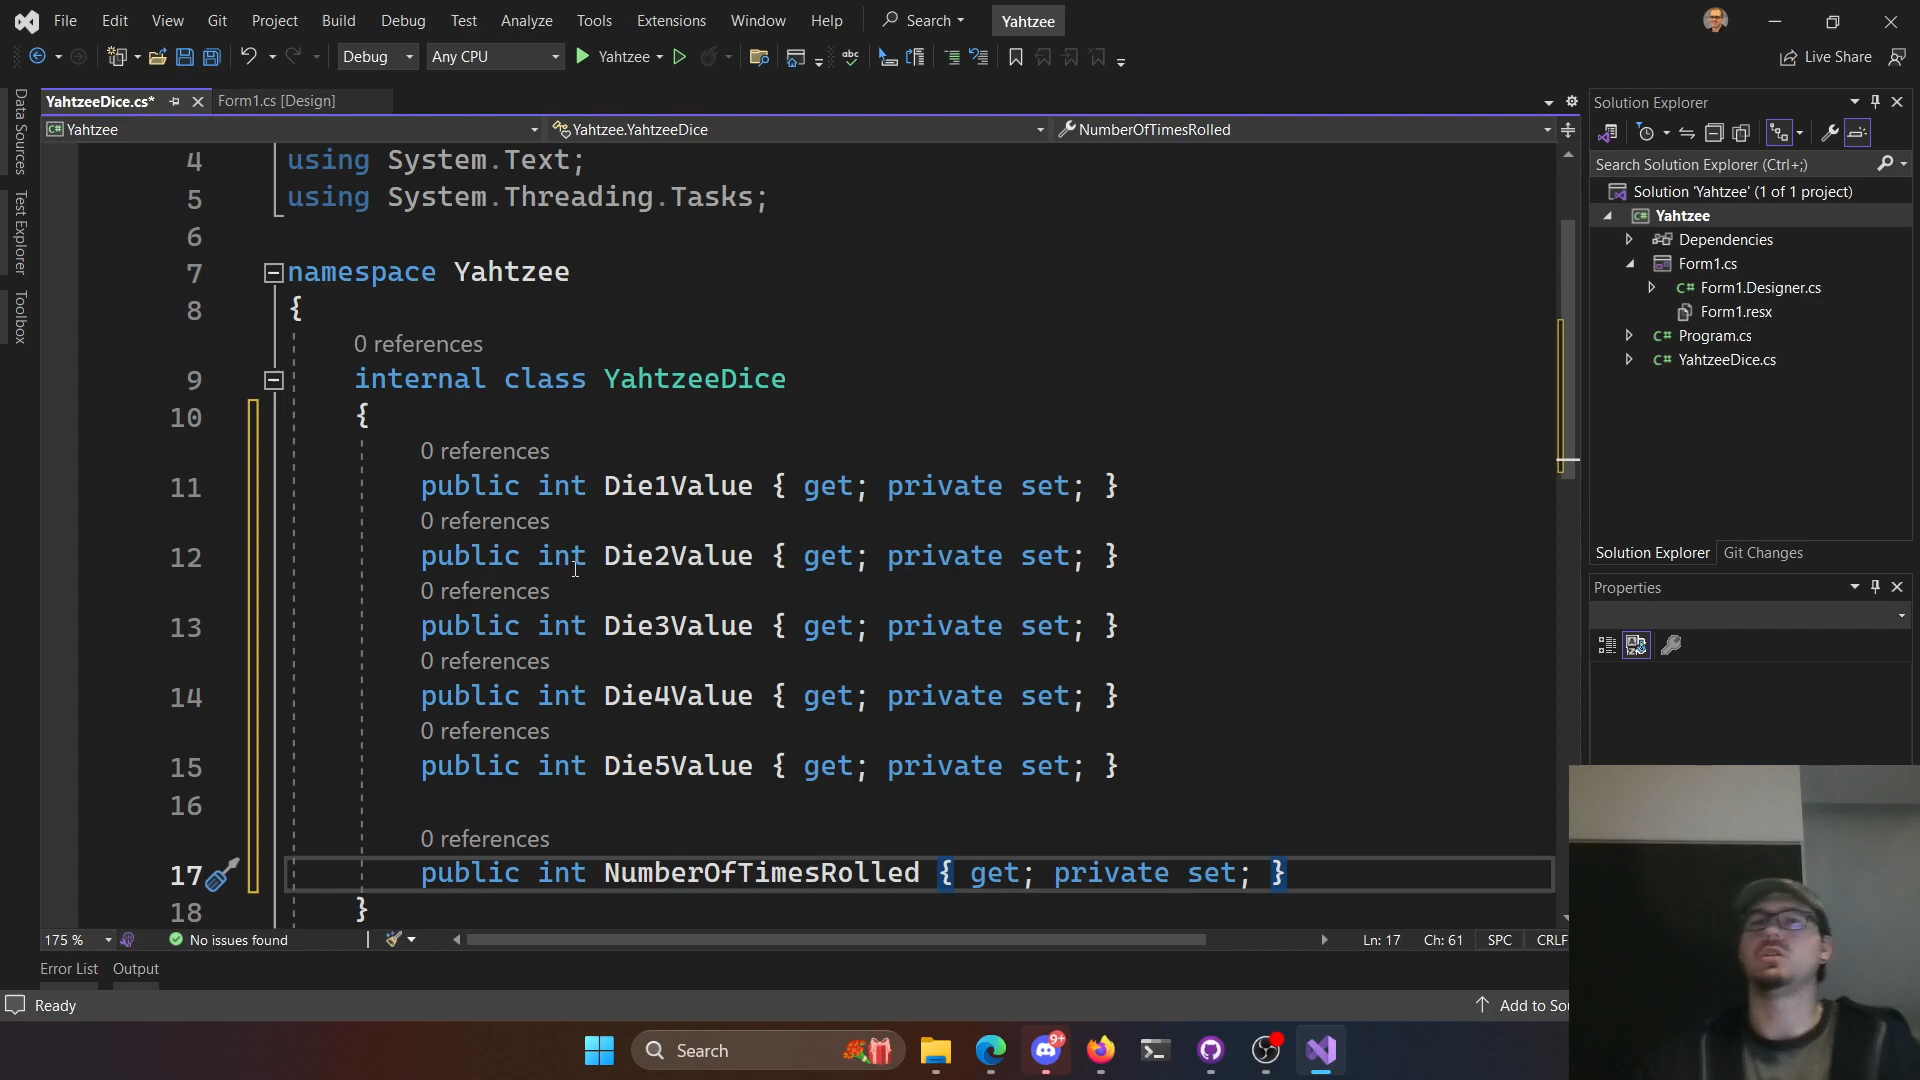 File Edit View Git Project Build Debug Test Analyze Tools Extensions Window Help Search Yahtzee
Debug Any CPU Yahtzee abc Live Share
YahtzeeDice.cs* Form1.cs [Design]
C# Yahtzee Yahtzee.YahtzeeDice NumberOfTimesRolled
Data Sources
Test Explorer
Toolbox
4 using System.Text;
5 using System.Threading.Tasks;
6
7 namespace Yahtzee
8 {
0 references
9 internal class YahtzeeDice
10 {
0 references
11 public int Die1Value { get; private set; }
0 references
12 public int Die2Value { get; private set; }
0 references
13 public int Die3Value { get; private set; }
0 references
14 public int Die4Value { get; private set; }
0 references
15 public int Die5Value { get; private set; }
16
0 references
17 public int NumberOfTimesRolled { get; private set; }
18 }
175 % No issues found Ln: 17 Ch: 61 SPC CRLF
Error List Output
Ready Add to Sou
Solution Explorer
Search Solution Explorer (Ctrl+;)
Solution 'Yahtzee' (1 of 1 project)
C# Yahtzee
Dependencies
Form1.cs
C# Form1.Designer.cs
Form1.resx
C# Program.cs
C# YahtzeeDice.cs
Solution Explorer Git Changes
Properties
Search
9+